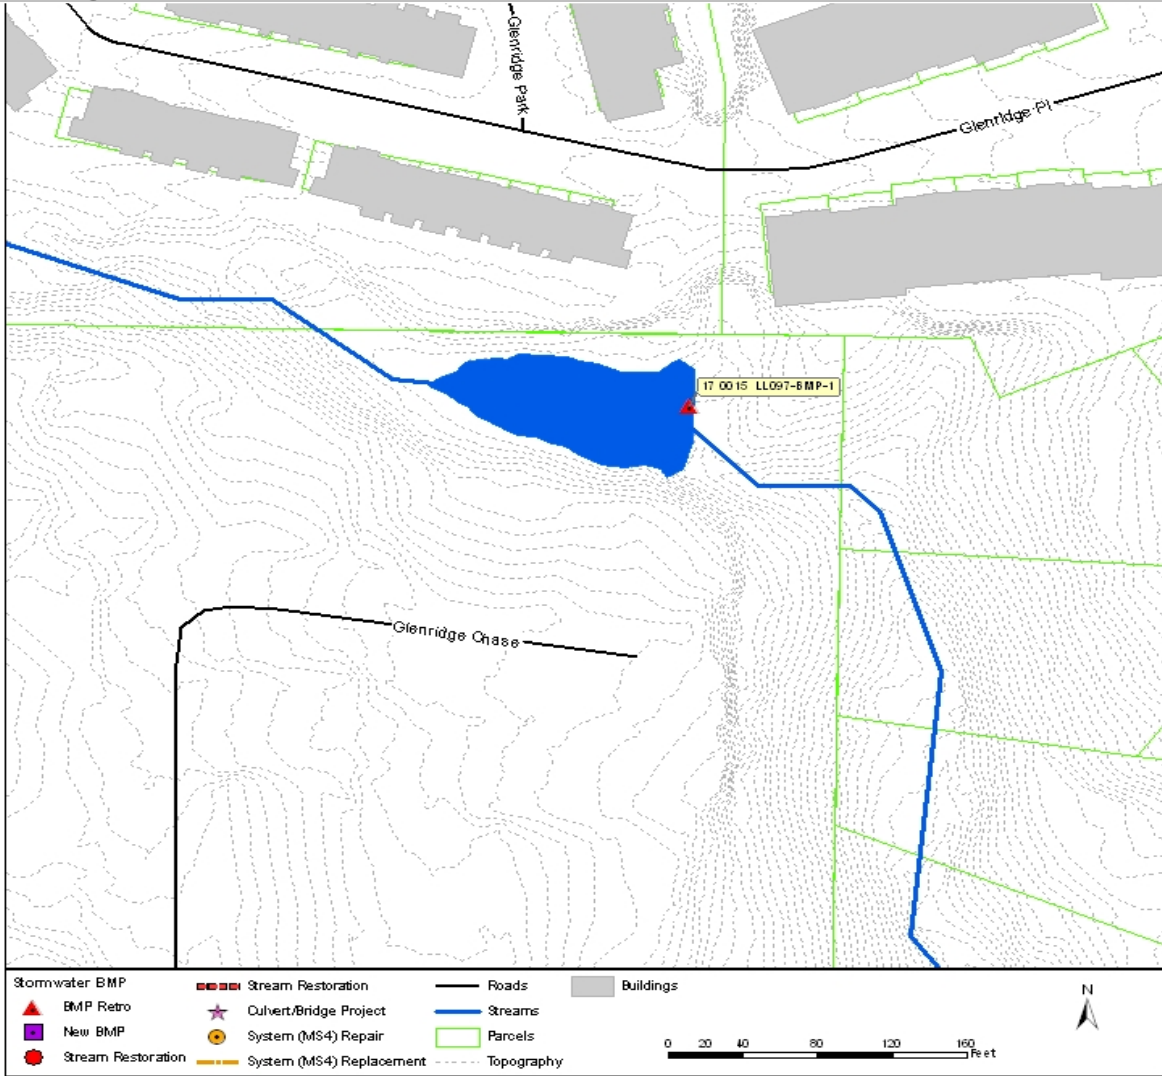 Glenridge Park
Glenridge Pl
17 0015 LL097-BMP-1
Glenridge Chase
Stormwater BMP
BMP Retro
New BMP
Stream Restoration
Stream Restoration
Culvert/Bridge Project
System (MS4) Repair
System (MS4) Replacement
Roads
Streams
Parcels
Topography
Buildings
N
0 20 40 80 120 160
Feet